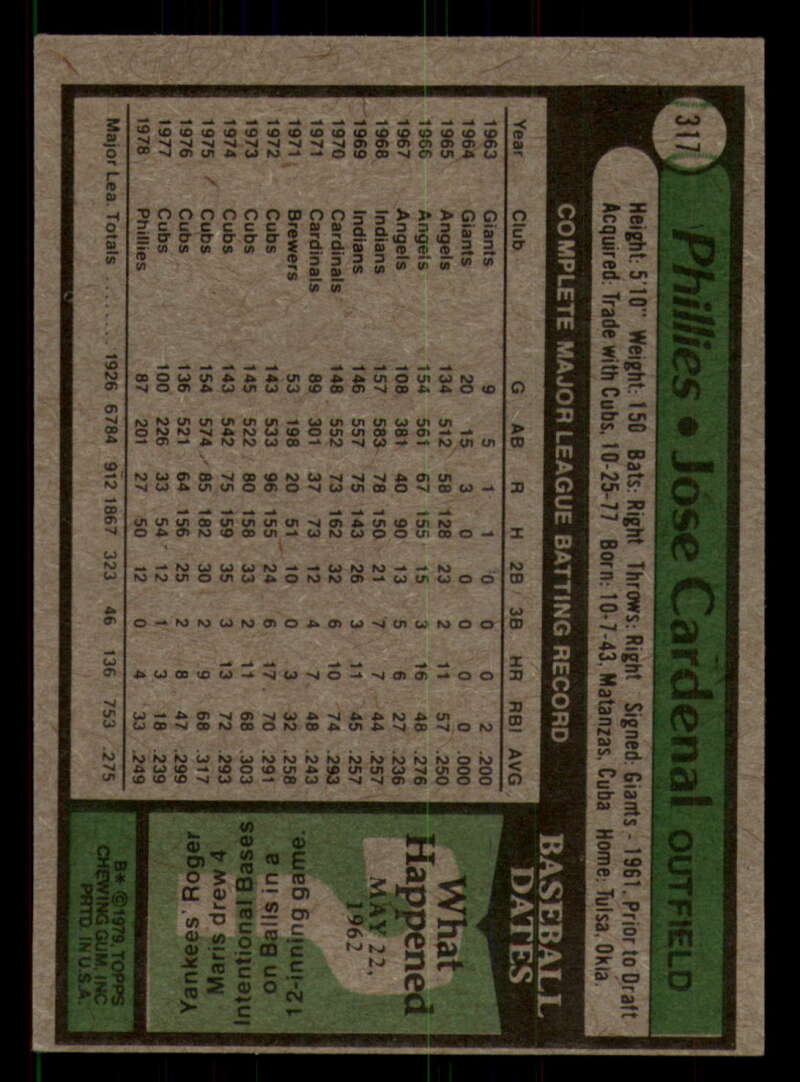 317
Phillies • Jose Cardenal OUTFIELD
Height: 5'10" Weight: 150 Bats: Right Throws: Right Signed: Giants - 1961, Prior to Draft
Acquired: Trade with Cubs, 10-25-77 Born: 10-7-43, Matanzas, Cuba Home: Tulsa, Okla.
COMPLETE MAJOR LEAGUE BATTING RECORD
Year Club G AB R H 2B 3B HR RBI AVG
1963 Giants 9 5 1 1 0 0 0 2 .200
1964 Giants 20 15 3 0 0 0 0 0 .000
1965 Angels 134 512 58 128 23 2 11 57 .250
1966 Angels 154 561 67 155 15 3 16 48 .276
1967 Angels 108 381 40 90 13 5 6 27 .236
1968 Indians 157 583 78 150 21 7 7 44 .257
1969 Indians 146 557 75 143 26 3 11 45 .257
1970 Cardinals 148 552 73 162 32 6 10 74 .293
1971 Cardinals 89 301 37 73 12 4 7 48 .243
1971 Brewers 53 198 20 51 10 0 3 32 .258
1972 Cubs 143 533 96 155 24 6 17 70 .291
1973 Cubs 145 522 80 158 33 2 11 68 .303
1974 Cubs 143 542 75 159 35 3 13 72 .293
1975 Cubs 154 574 85 182 30 2 9 68 .317
1976 Cubs 136 521 64 156 25 2 8 47 .299
1977 Cubs 100 226 33 54 12 1 3 18 .239
1978 Phillies 87 201 27 50 12 0 4 33 .249
Major Lea. Totals ........ 1926 6784 912 1867 323 46 136 753 .275
BASEBALL
DATES
What
Happened
MAY 22,
1962
?
Yankees' Roger
Maris drew 4
Intentional Bases
on Balls in a
12-inning game.
B* © 1979, TOPPS
CHEWING GUM, INC
PRTD. IN U.S.A.